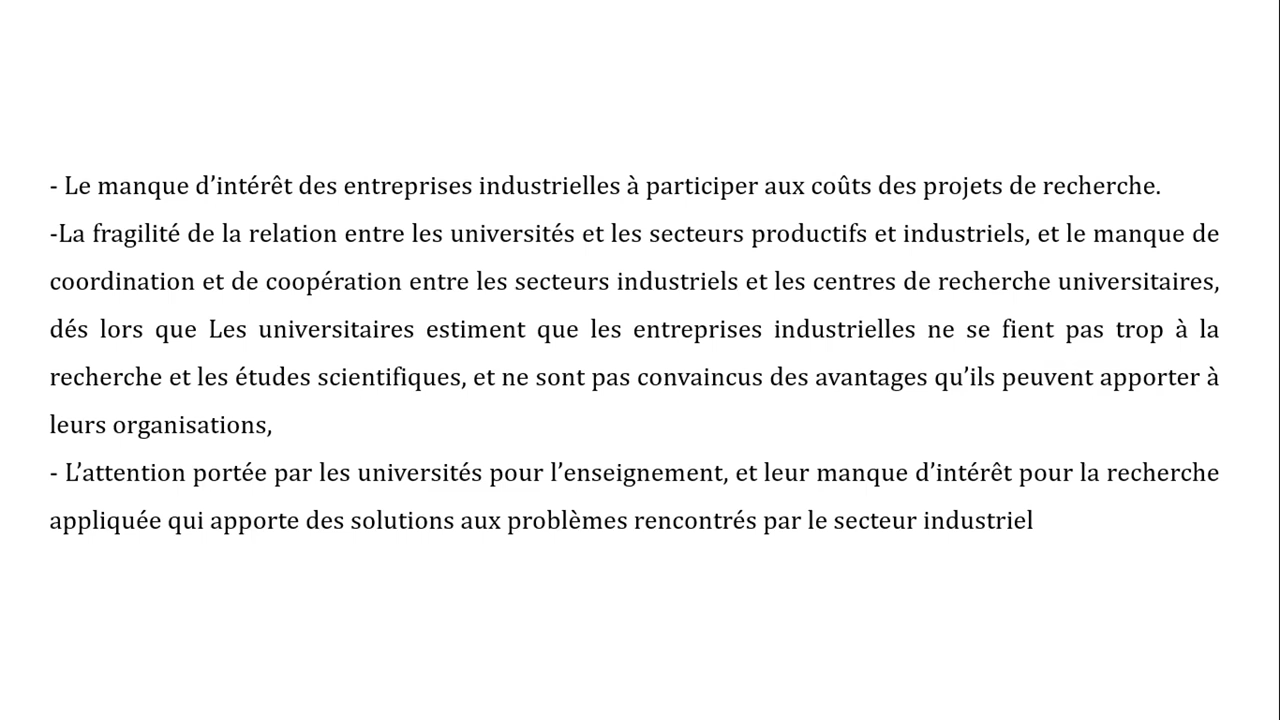 - Le manque d’intérêt des entreprises industrielles à participer aux coûts des projets de recherche.
-La fragilité de la relation entre les universités et les secteurs productifs et industriels, et le manque de
coordination et de coopération entre les secteurs industriels et les centres de recherche universitaires,
dés lors que Les universitaires estiment que les entreprises industrielles ne se fient pas trop à la
recherche et les études scientifiques, et ne sont pas convaincus des avantages qu’ils peuvent apporter à
leurs organisations,
- L’attention portée par les universités pour l’enseignement, et leur manque d’intérêt pour la recherche
appliquée qui apporte des solutions aux problèmes rencontrés par le secteur industriel